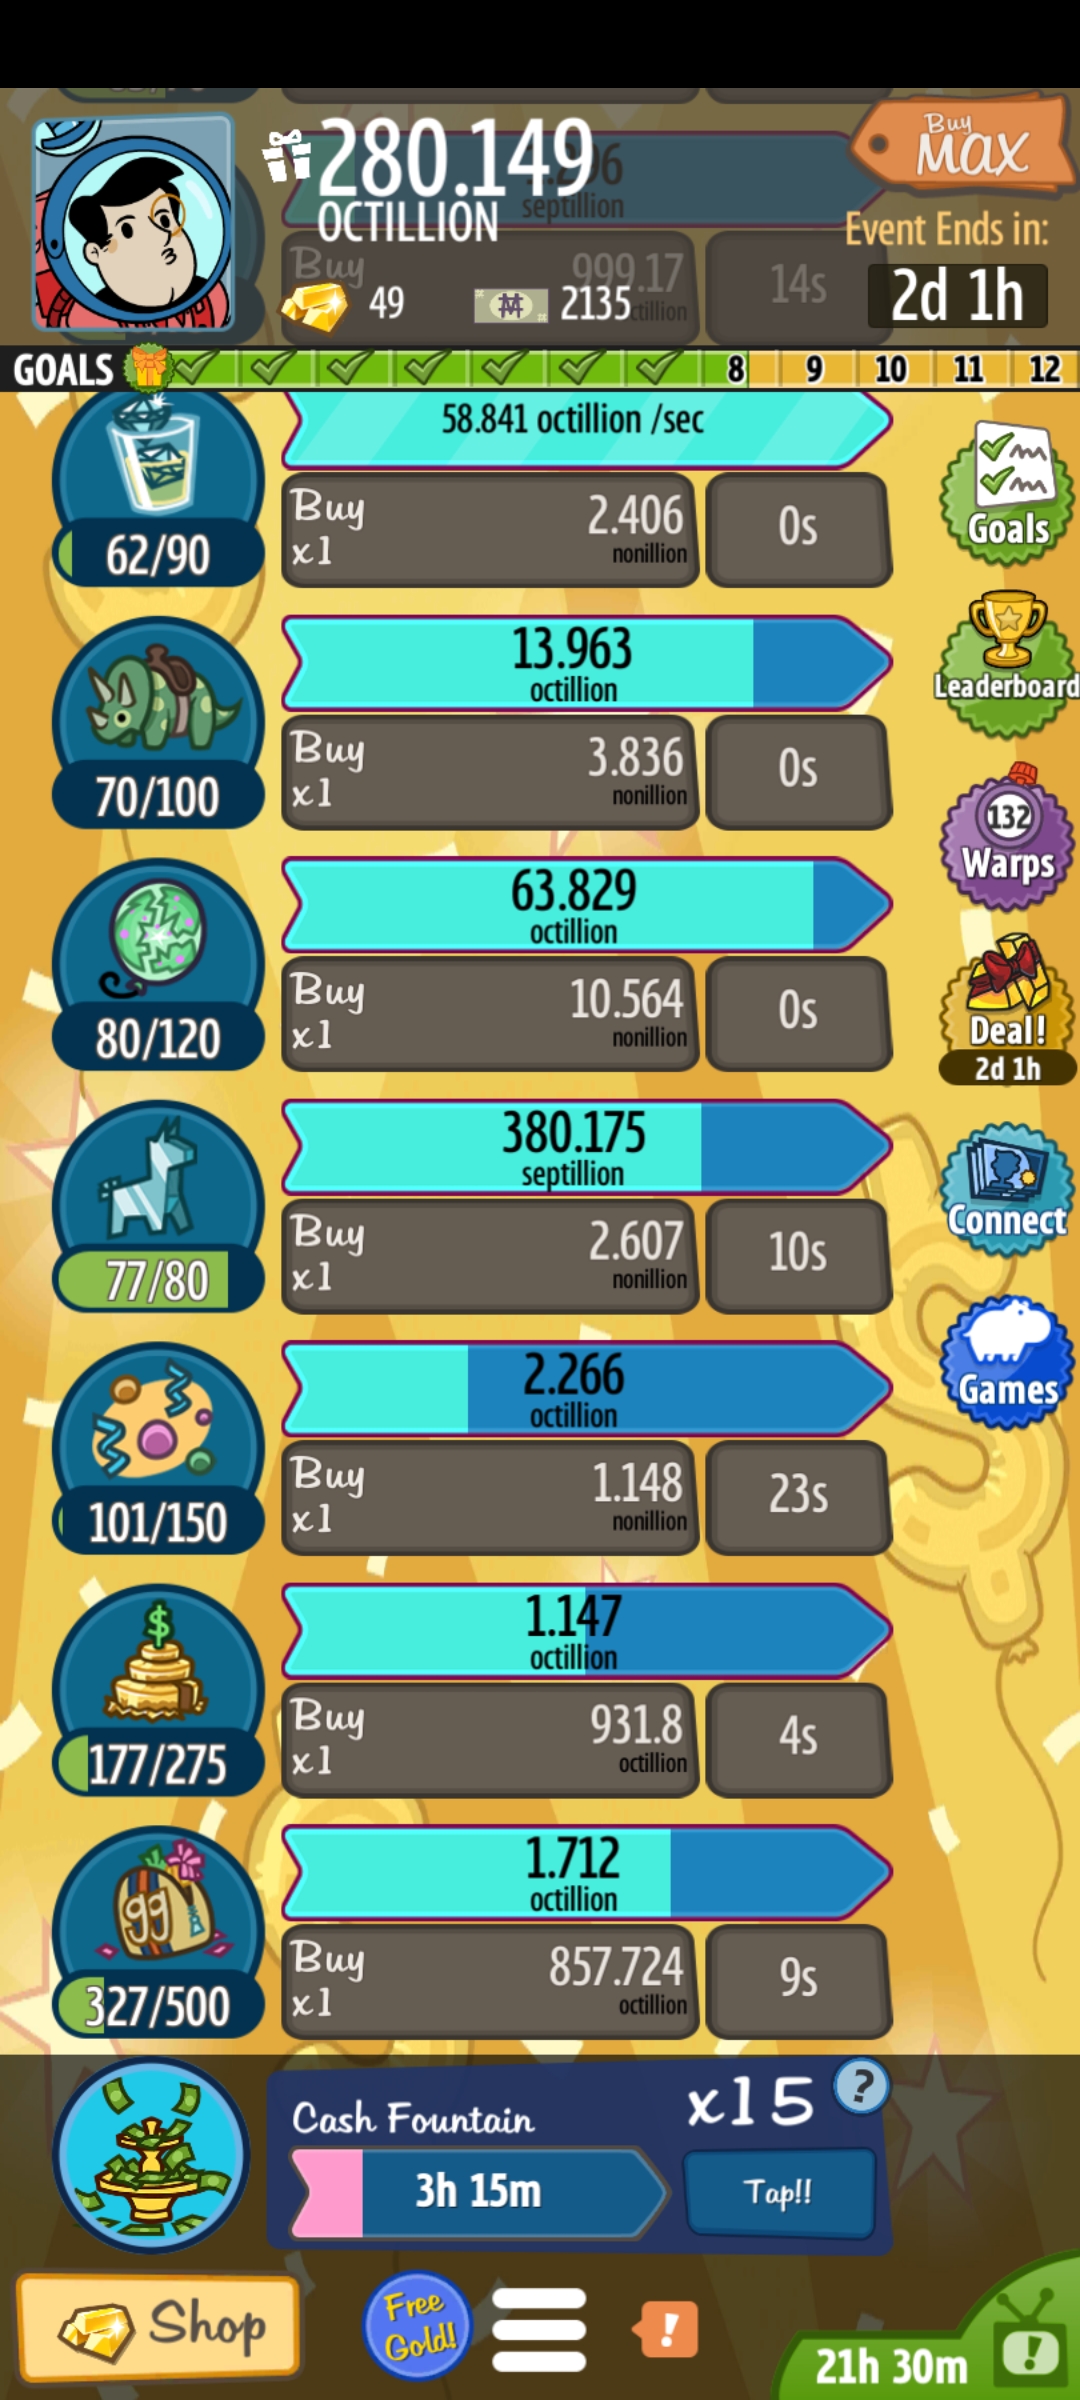 280.149
OCTILLION
septillion
Buy
MAX
Event Ends in:
2d 1h
Buy
999.17
14s
49
2135
GOALS
8
9
10
11
12
58.841 octillion /sec
62/90
Buy
x1
2.406
nonillion
0s
Goals
13.963
octillion
70/100
Buy
x1
3.836
nonillion
0s
Leaderboard
63.829
octillion
80/120
Buy
x1
10.564
nonillion
0s
132
Warps
Deal!
2d 1h
380.175
septillion
77/80
Buy
x1
2.607
nonillion
10s
Connect
2.266
octillion
101/150
Buy
x1
1.148
nonillion
23s
Games
$
1.147
octillion
177/275
Buy
x1
931.8
octillion
4s
gg
1.712
octillion
327/500
Buy
x1
857.724
octillion
9s
Cash Fountain
x15
?
3h 15m
Tap!!
Shop
Free
Gold!
!
21h 30m
!